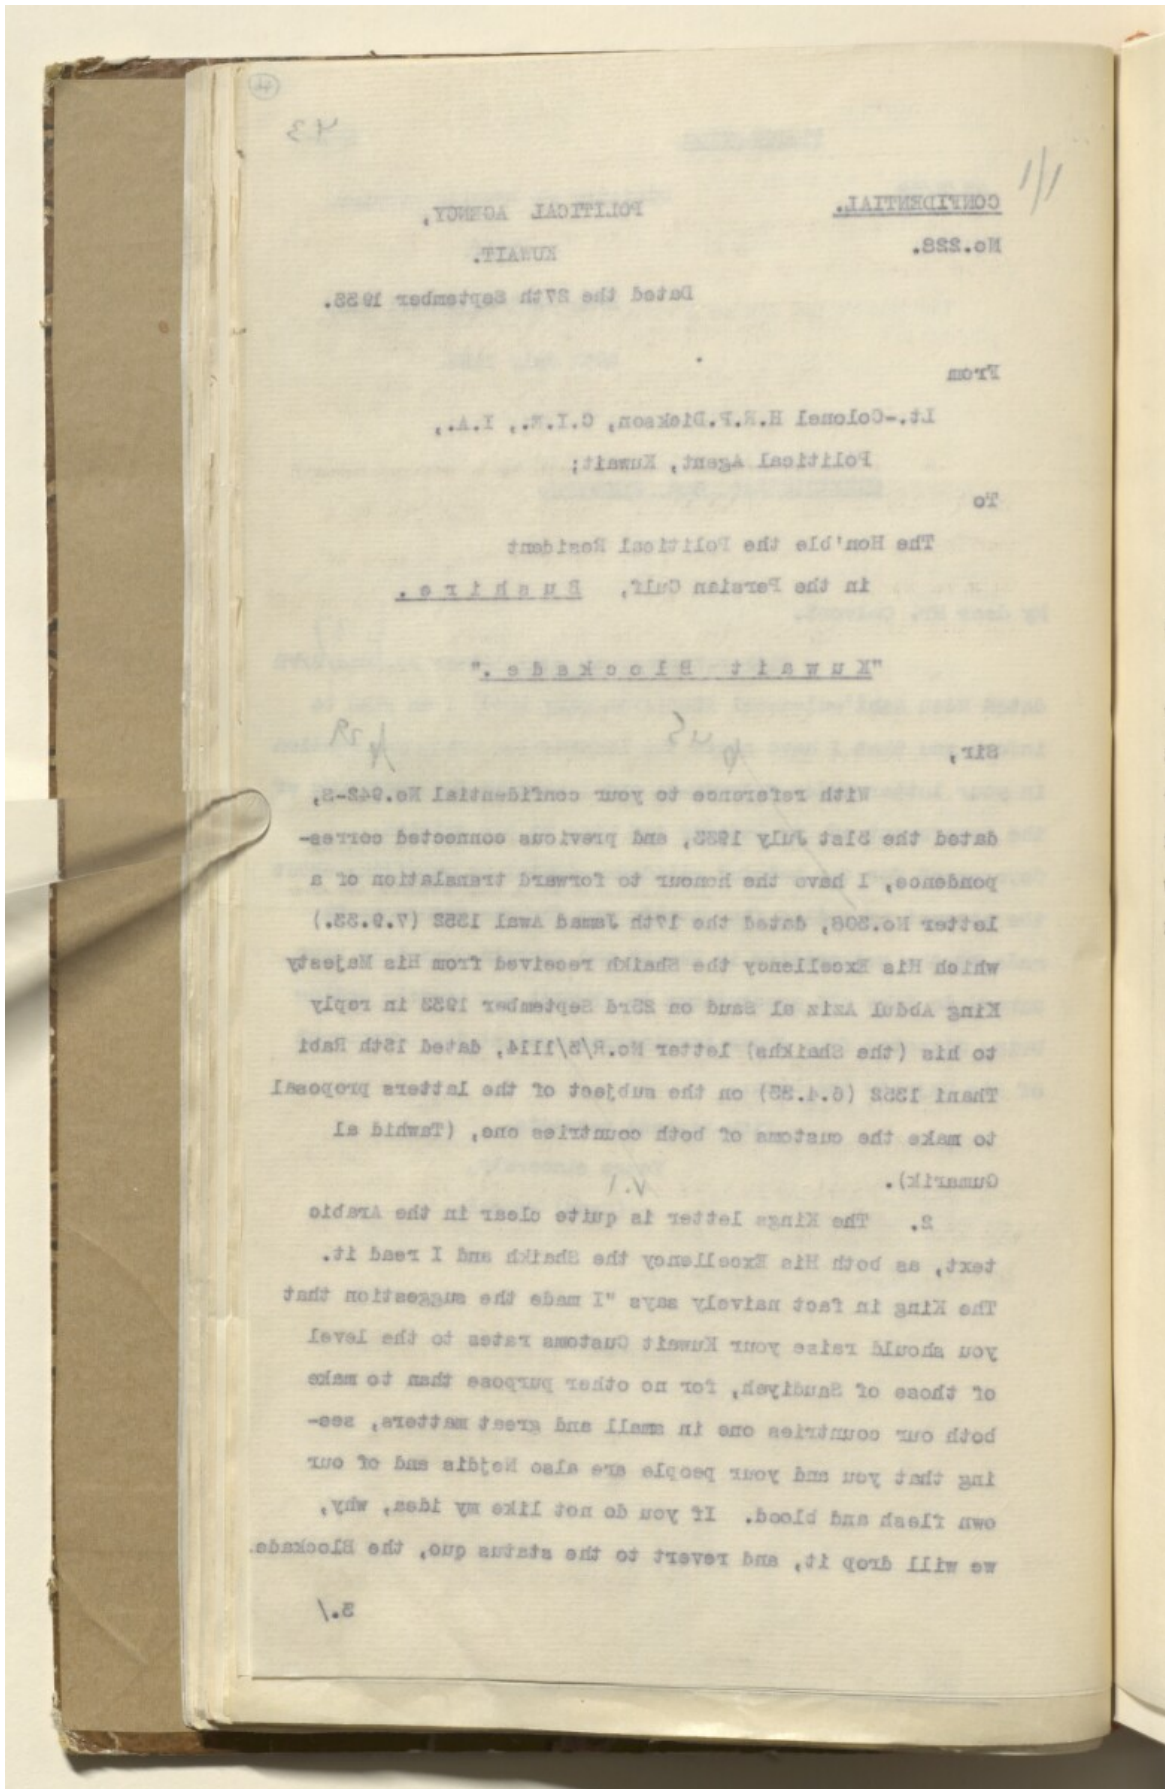 43
CONFIDENTIAL. POLITICAL AGENCY,
No.228. KUWAIT.
Dated the 27th September 1933.
From
Lt.-Colonel H.R.P.Dickson, C.I.E., I.A.,
Political Agent, Kuwait;
To
The Hon'ble the Political Resident
in the Persian Gulf, Bushire.
"Kuwait Blockade."
Sir,
With reference to your confidential No.942-S,
dated the 31st July 1933, and previous connected corres-
pondence, I have the honour to forward translation of a
letter No.308, dated the 17th Jamad Awal 1352 (7.9.33.)
which His Excellency the Shaikh received from His Majesty
King Abdul Aziz al Saud on 23rd September 1933 in reply
to his (the Shaikhs) letter No.R/5/1114, dated 15th Rabi
Thani 1352 (6.4.33) on the subject of the latters proposal
to make the customs of both countries one, (Tawhid al
Gumarik).
2. The Kings letter is quite clear in the Arabic
text, as both His Excellency the Shaikh and I read it.
The King in fact naively says "I made the suggestion that
you should raise your Kuwait Customs rates to the level
of those of Saudiyeh, for no other purpose than to make
both our countries one in small and great matters, see-
ing that you and your people are also Nejdis and of our
own flesh and blood. If you do not like my idea, why,
we will drop it, and revert to the status quo, the Blockade.
3./